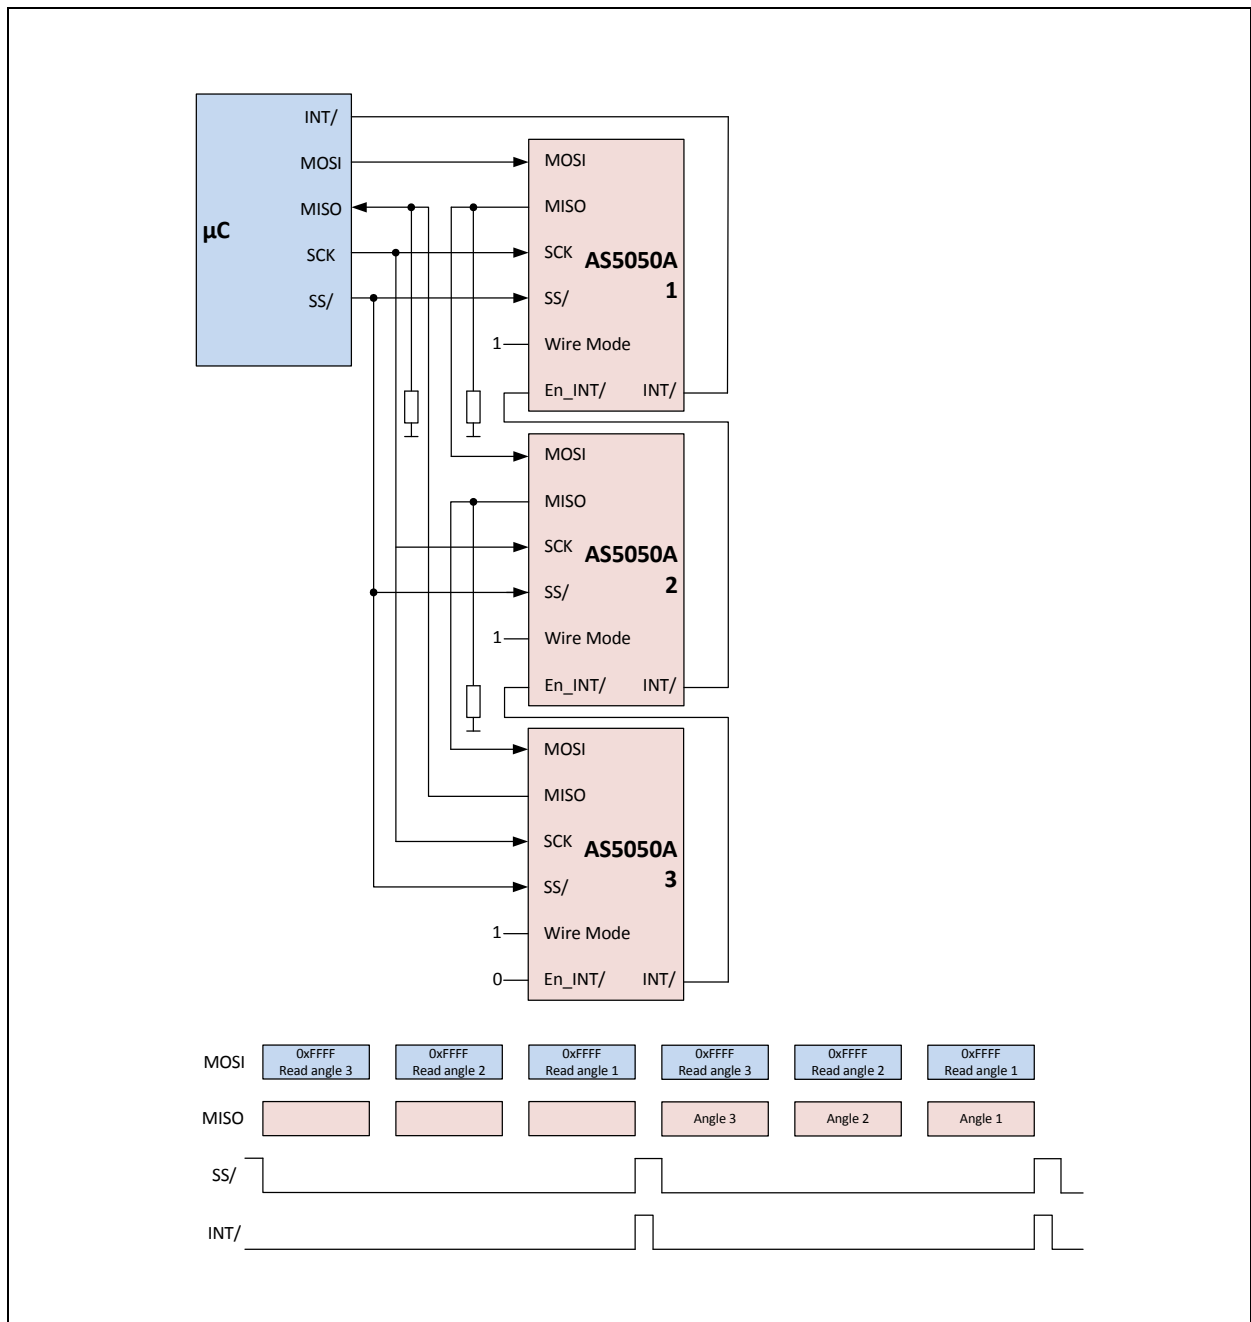 INT/
MOSI
MISO
µC
SCK
SS/
MOSI
MISO
SCK
AS5050A
1
SS/
1
Wire Mode
En_INT/
INT/
MOSI
MISO
SCK
AS5050A
2
SS/
1
Wire Mode
En_INT/
INT/
MOSI
MISO
SCK
AS5050A
3
SS/
1
Wire Mode
0
En_INT/
INT/
MOSI
0xFFFF
Read angle 3
0xFFFF
Read angle 2
0xFFFF
Read angle 1
0xFFFF
Read angle 3
0xFFFF
Read angle 2
0xFFFF
Read angle 1
MISO
Angle 3
Angle 2
Angle 1
SS/
INT/